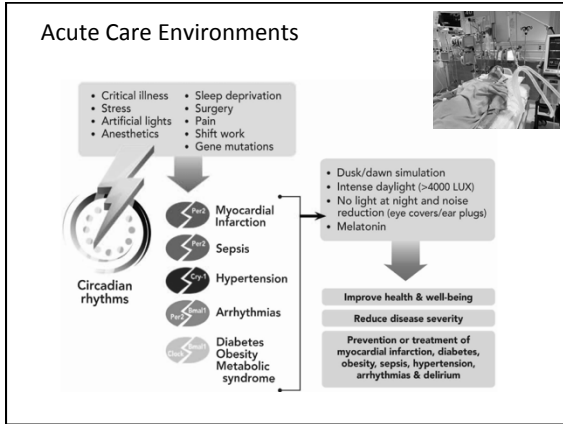 Acute Care Environments
• Critical illness
• Stress
• Artificial lights
• Anesthetics
• Sleep deprivation
• Surgery
• Pain
• Shift work
• Gene mutations
Circadian
rhythms
Per2
Myocardial
Infarction
Per2
Sepsis
Cry-1
Hypertension
Per2
Bmal1
Arrhythmias
Clock
Bmal1
Diabetes
Obesity
Metabolic
syndrome
• Dusk/dawn simulation
• Intense daylight (>4000 LUX)
• No light at night and noise
reduction (eye covers/ear plugs)
• Melatonin
Improve health & well-being
Reduce disease severity
Prevention or treatment of
myocardial infarction, diabetes,
obesity, sepsis, hypertension,
arrhythmias & delirium